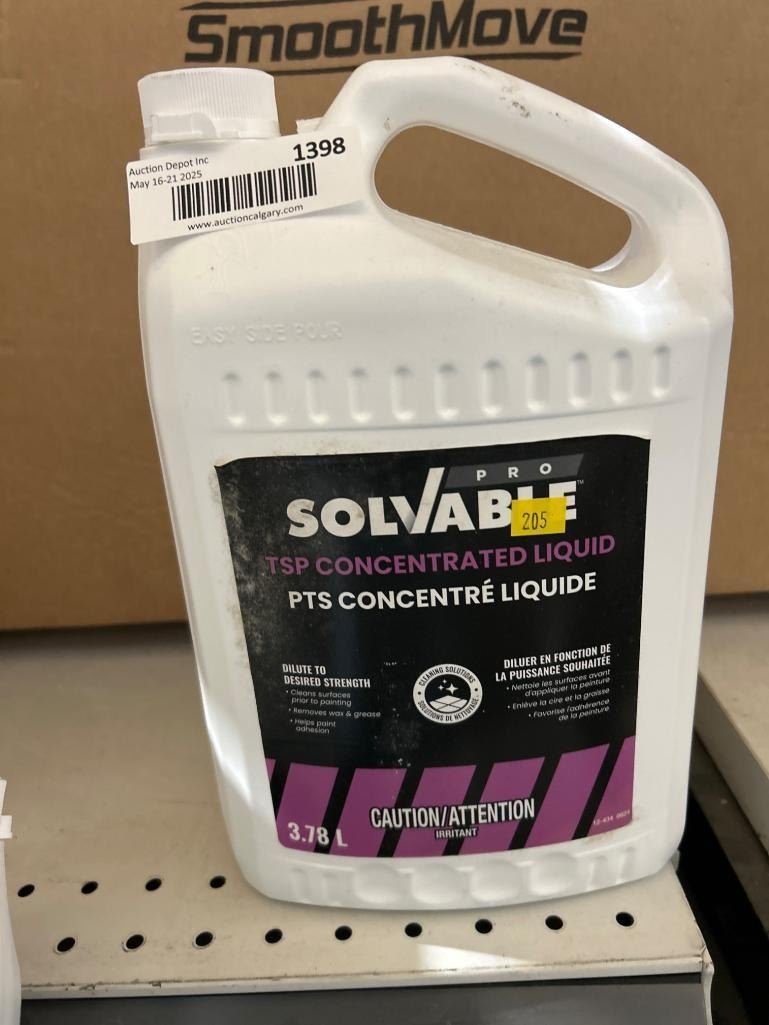 SmoothMove
Auction Depot Inc
May 16-21 2025
1398
www.auctioncalgary.com
EASY SIDE POUR
PRO
SOLVABLE™
205
TSP CONCENTRATED LIQUID
PTS CONCENTRÉ LIQUIDE
DILUTE TO
DESIRED STRENGTH
• Cleans surfaces
prior to painting
• Removes wax & grease
• Helps paint
adhesion
CLEANING SOLUTIONS
SOLUTIONS DE NETTOYAGE
DILUER EN FONCTION DE
LA PUISSANCE SOUHAITÉE
• Nettoie les surfaces avant
d'appliquer la peinture
• Enlève la cire et la graisse
• Favorise l'adhérence
de la peinture
CAUTION/ATTENTION
IRRITANT
3.78 L